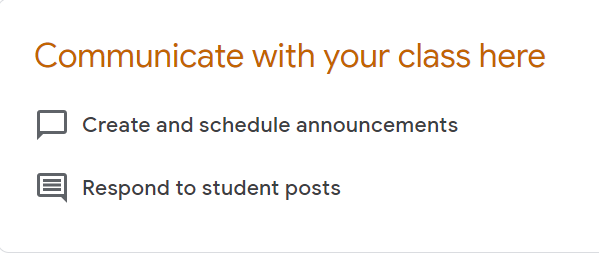 Communicate with your class here
Create and schedule announcements
Respond to student posts